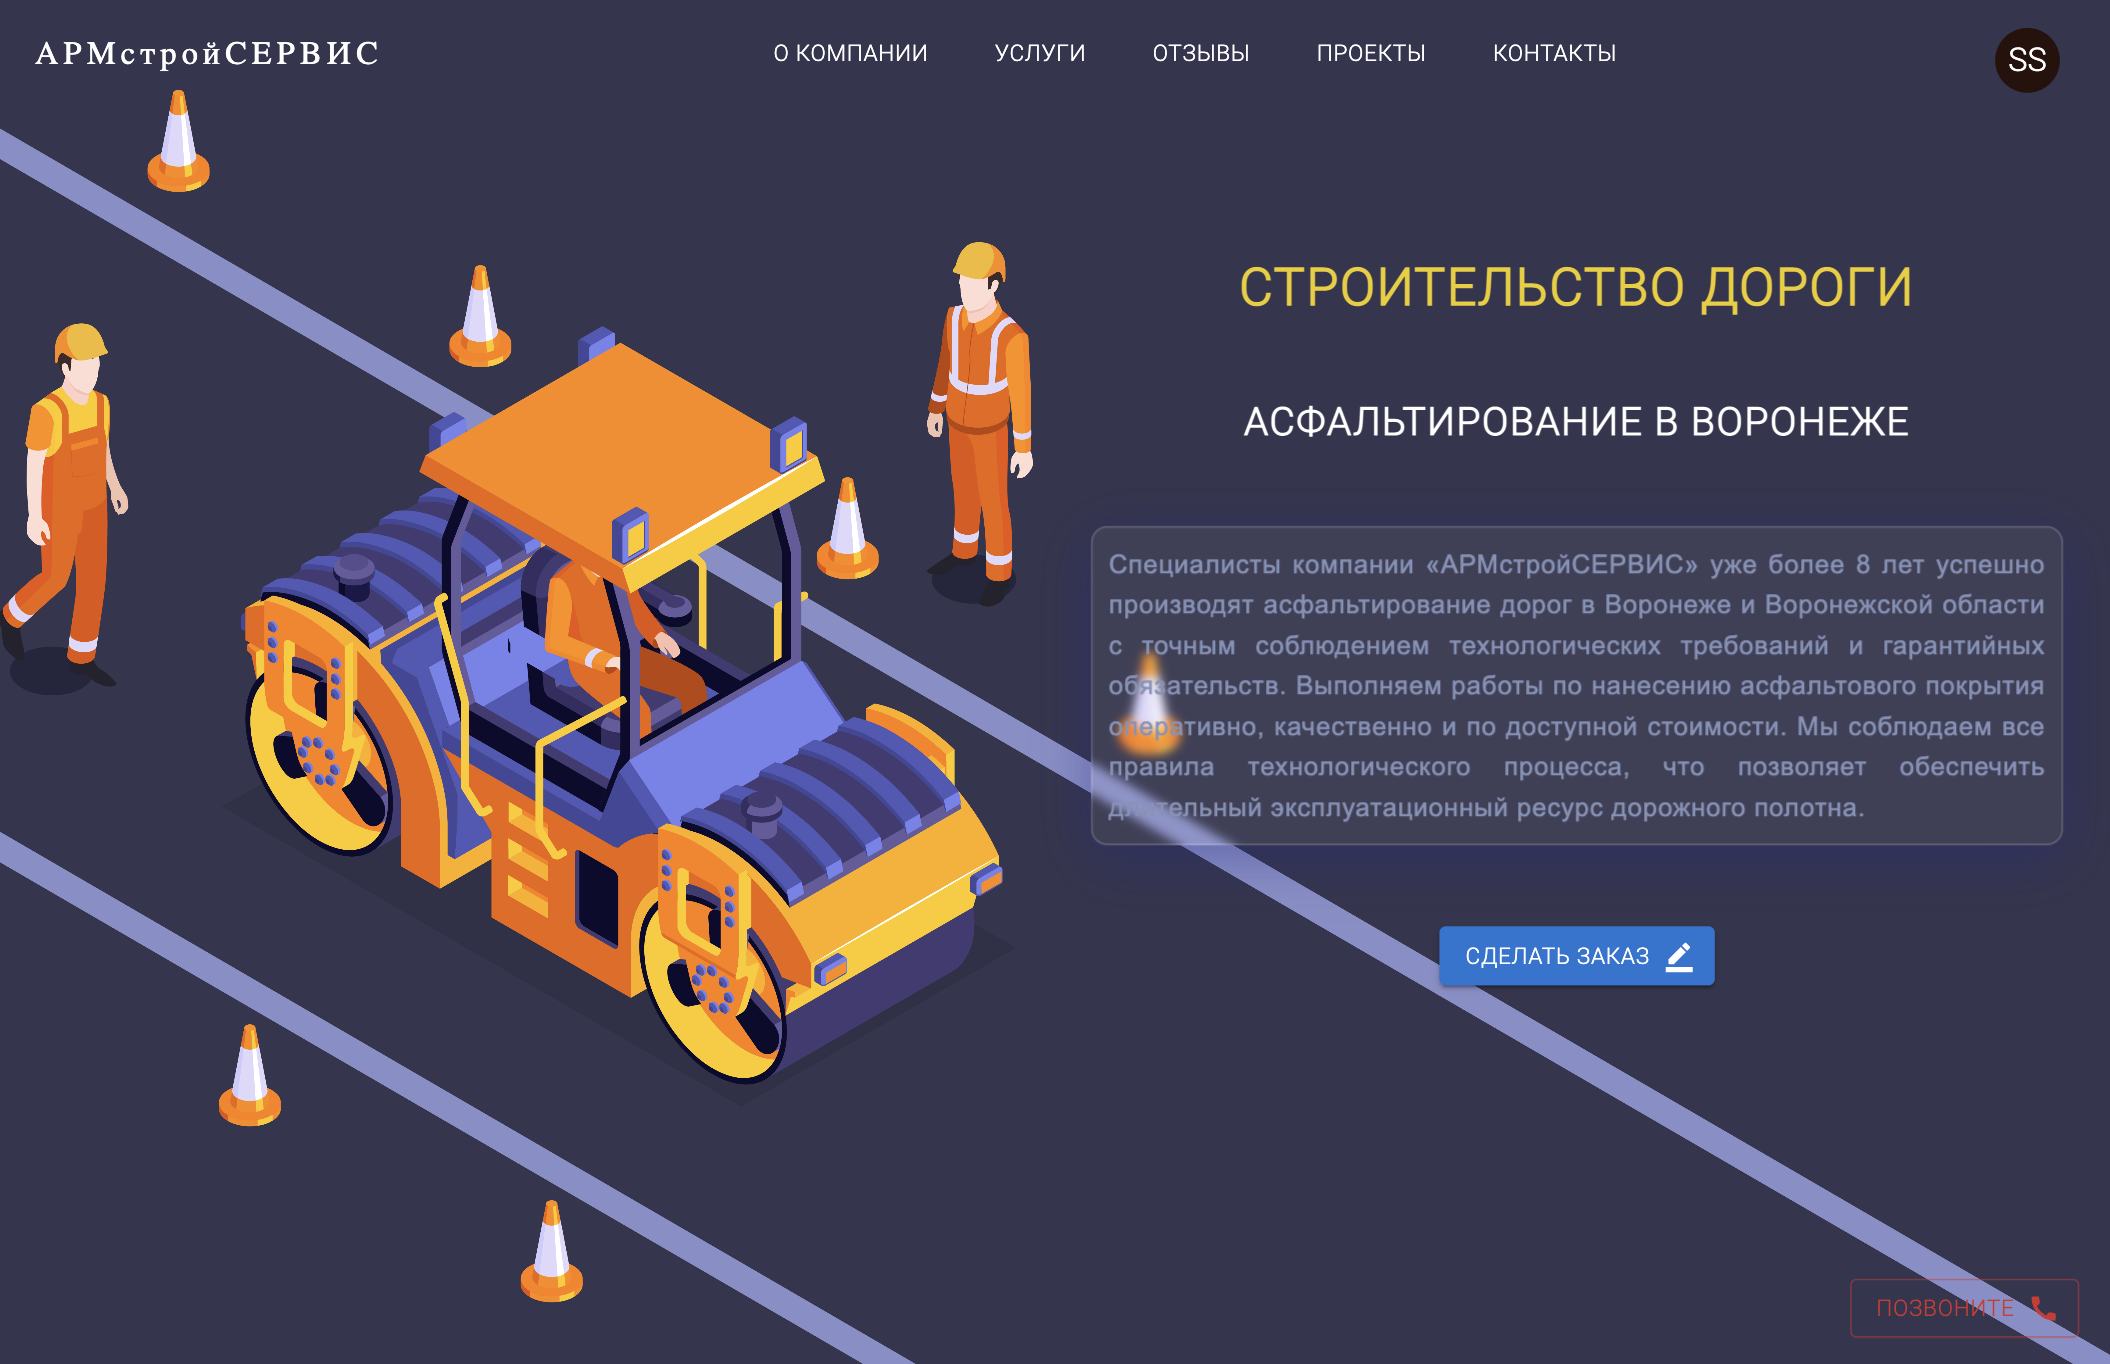 АРМстройСЕРВИС
О КОМПАНИИ
УСЛУГИ
ОТЗЫВЫ
ПРОЕКТЫ
КОНТАКТЫ
SS
СТРОИТЕЛЬСТВО ДОРОГИ
АСФАЛЬТИРОВАНИЕ В ВОРОНЕЖЕ
Специалисты компании «АРМстройСЕРВИС» уже более 8 лет успешно
производят асфальтирование дорог в Воронеже и Воронежской области
с точным соблюдением технологических требований и гарантийных
обязательств. Выполняем работы по нанесению асфальтового покрытия
оперативно, качественно и по доступной стоимости. Мы соблюдаем все
правила технологического процесса, что позволяет обеспечить
длительный эксплуатационный ресурс дорожного полотна.
СДЕЛАТЬ ЗАКАЗ
ПОЗВОНИТЕ